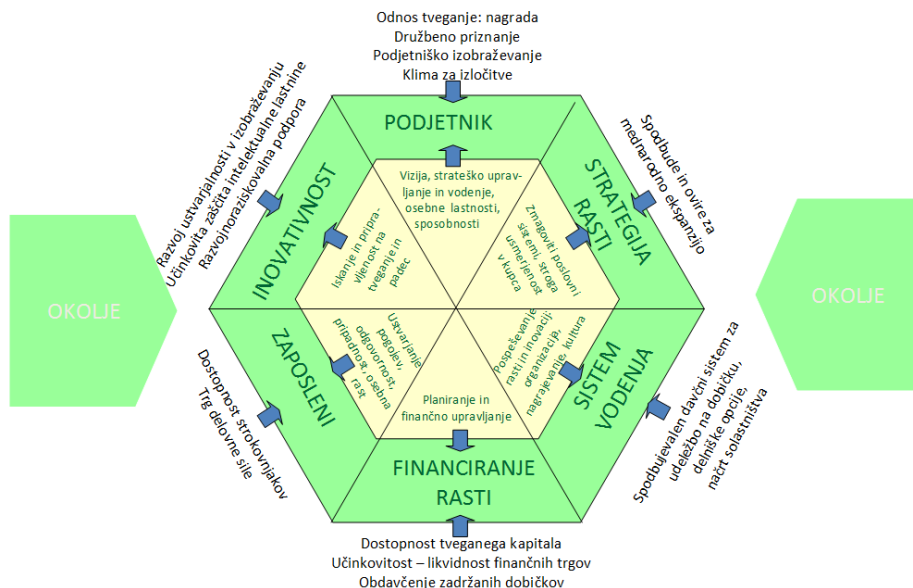 Odnos tveganje: nagrada
Družbeno priznanje
Podjetniško izobraževanje
Klima za izločitve
PODJETNIK
Vizija, strateško uprav-
ljanje in vodenje,
osebne lastnosti,
sposobnosti
Razvoj ustvarjalnosti v izobraževanju
Učinkovita zaščita intelektualne lastnine
Razvojnoraziskovalna podpora
INOVATIVNOST
Iskanje in pripra-
vljenost na
tveganje in
padec
Spodbude in ovire za
mednarodno ekspanzijo
STRATEGIJA
RASTI
Zmagoviti poslovni
sistemi, stroga
usmerjenost
v kupca
OKOLJE
OKOLJE
ZAPOSLENI
Ustvarjanje
pogojev,
odgovornost,
pripadnost, osebna
rast
Dostopnost strokovnjakov
Trg delovne sile
SISTEM
VODENJA
Pospeševanje
rasti in inovacij:
organizacija,
nagrajevanje, kultura
Spodbujevalen davčni sistem za
udeležbo na dobičku,
delniške opcije,
načrt solastništva
Planiranje in
finančno upravljanje
FINANCIRANJE
RASTI
Dostopnost tveganega kapitala
Učinkovitost – likvidnost finančnih trgov
Obdavčenje zadržanih dobičkov